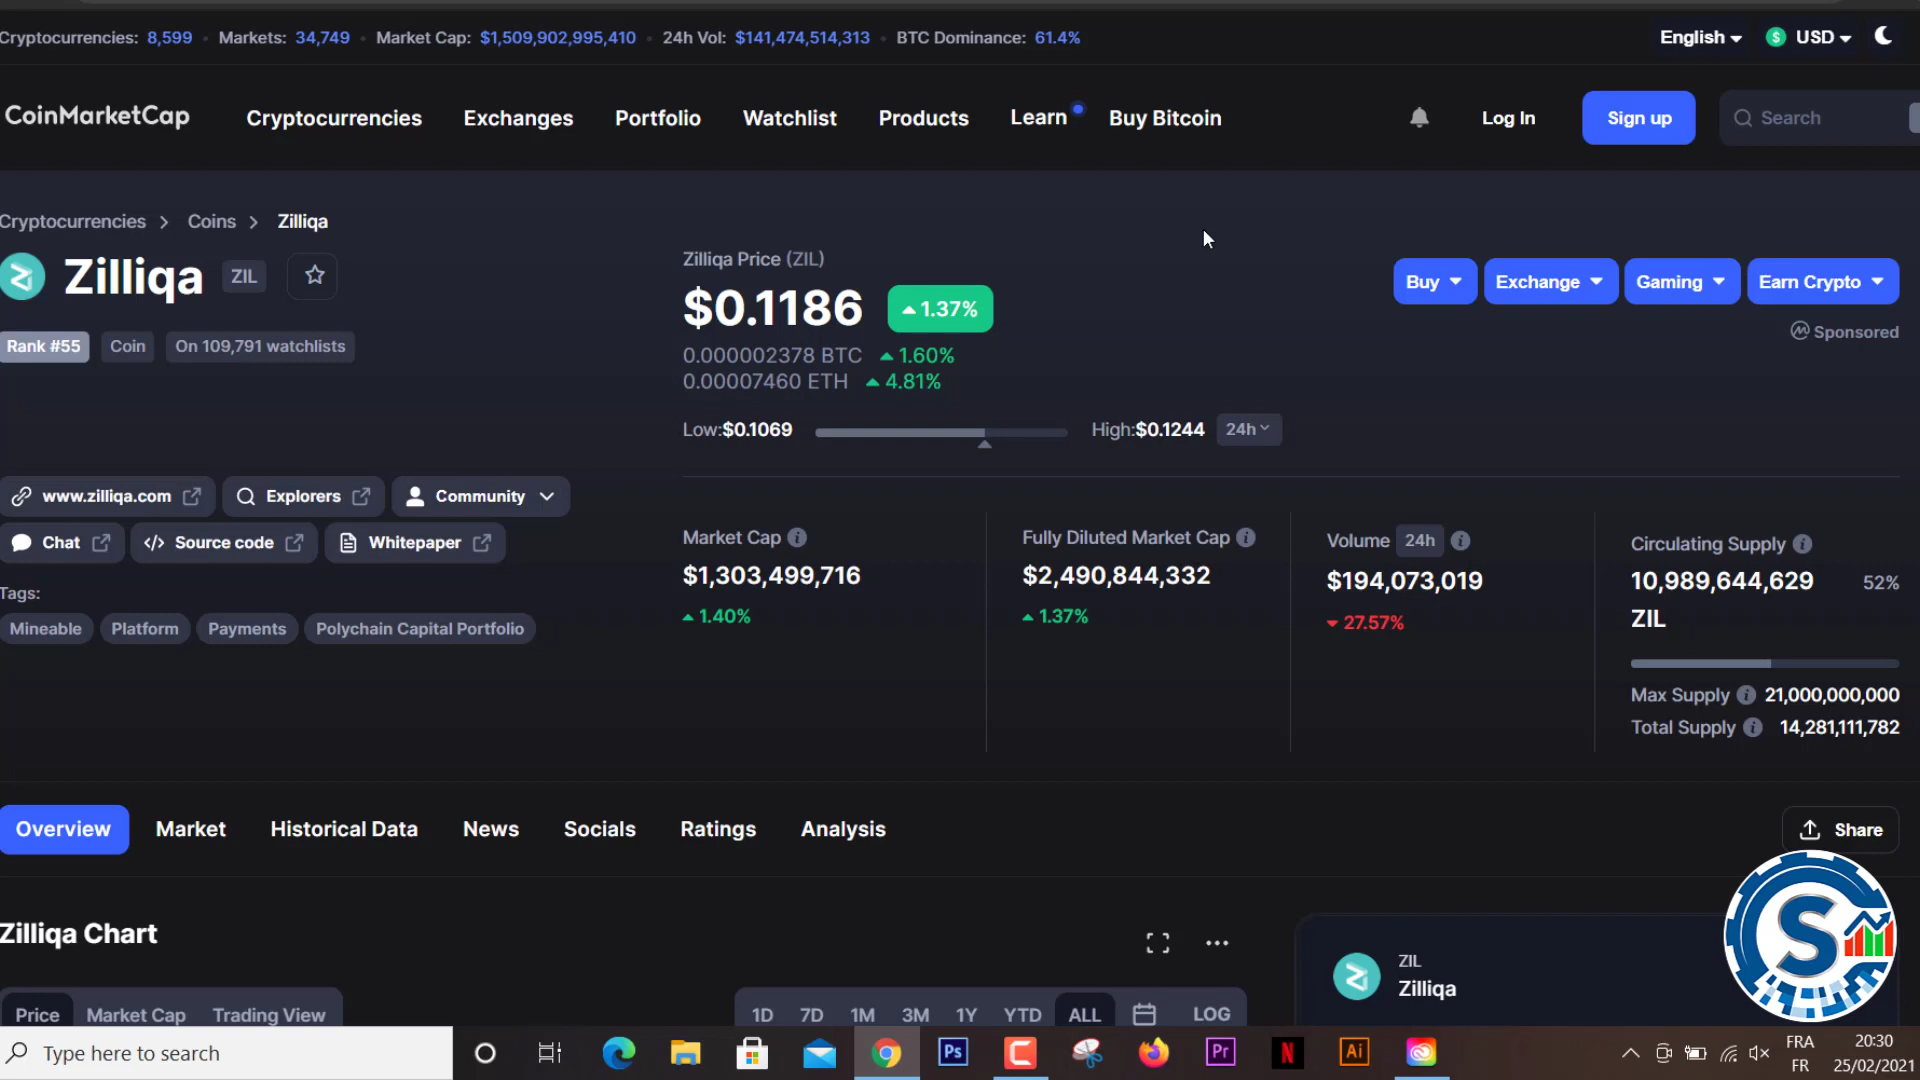 Cryptocurrencies: 8,599 Markets: 34,749 Market Cap: $1,509,902,995,410 24h Vol: $141,474,514,313 BTC Dominance: 61.4% English $ USD
CoinMarketCap Cryptocurrencies Exchanges Portfolio Watchlist Products Learn Buy Bitcoin Log In Sign up Search
Cryptocurrencies > Coins > Zilliqa
Zilliqa ZIL
Rank #55 Coin On 109,791 watchlists
Zilliqa Price (ZIL)
$0.1186 1.37%
0.000002378 BTC 1.60%
0.00007460 ETH 4.81%
Low:$0.1069 High:$0.1244 24h
Buy Exchange Gaming Earn Crypto
Sponsored
www.zilliqa.com Explorers Community
Chat Source code Whitepaper
Tags:
Mineable Platform Payments Polychain Capital Portfolio
Market Cap
$1,303,499,716
1.40%
Fully Diluted Market Cap
$2,490,844,332
1.37%
Volume 24h
$194,073,019
27.57%
Circulating Supply
10,989,644,629 52%
ZIL
Max Supply 21,000,000,000
Total Supply 14,281,111,782
Overview Market Historical Data News Socials Ratings Analysis Share
Zilliqa Chart
Price Market Cap Trading View
1D 7D 1M 3M 1Y YTD ALL LOG
ZIL
Zilliqa
S
Type here to search
Ps Pr N Ai
FRA
FR
20:30
25/02/2021